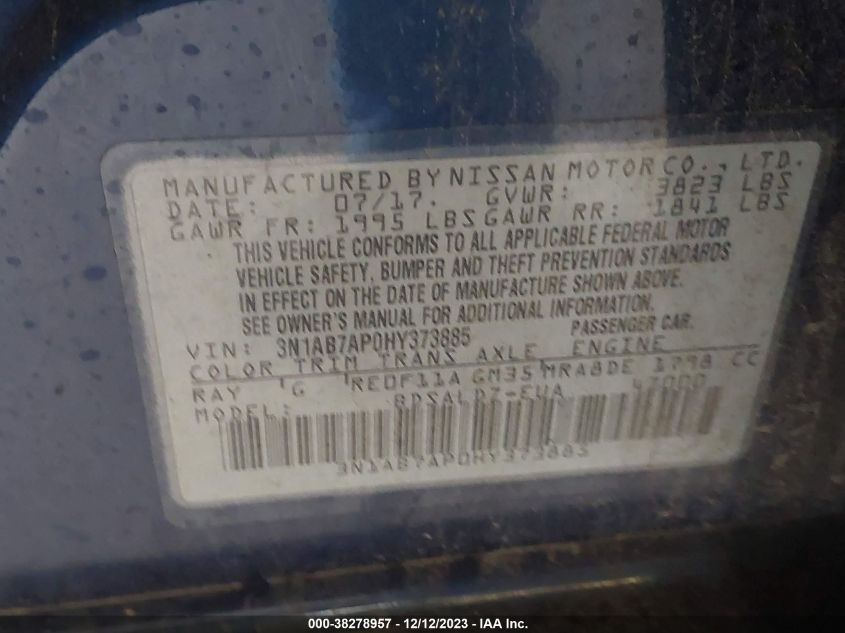 MANUFACTURED BY NISSAN MOTOR CO., LTD.
DATE: 07/17. GVWR: 3823 LBS
GAWR FR: 1995 LBS GAWR RR: 1841 LBS
THIS VEHICLE CONFORMS TO ALL APPLICABLE FEDERAL MOTOR
VEHICLE SAFETY, BUMPER AND THEFT PREVENTION STANDARDS
IN EFFECT ON THE DATE OF MANUFACTURE SHOWN ABOVE.
SEE OWNER'S MANUAL FOR ADDITIONAL INFORMATION.
VIN: 3N1AB7AP0HY373885 PASSENGER CAR.
COLOR TRIM TRANS AXLE ENGINE
RAY G RE0F11A GM35 MRA8DE 1798 CC
MODEL: 47000
3N1AB7AP0HY373885
000-38278957 - 12/12/2023 - IAA Inc.